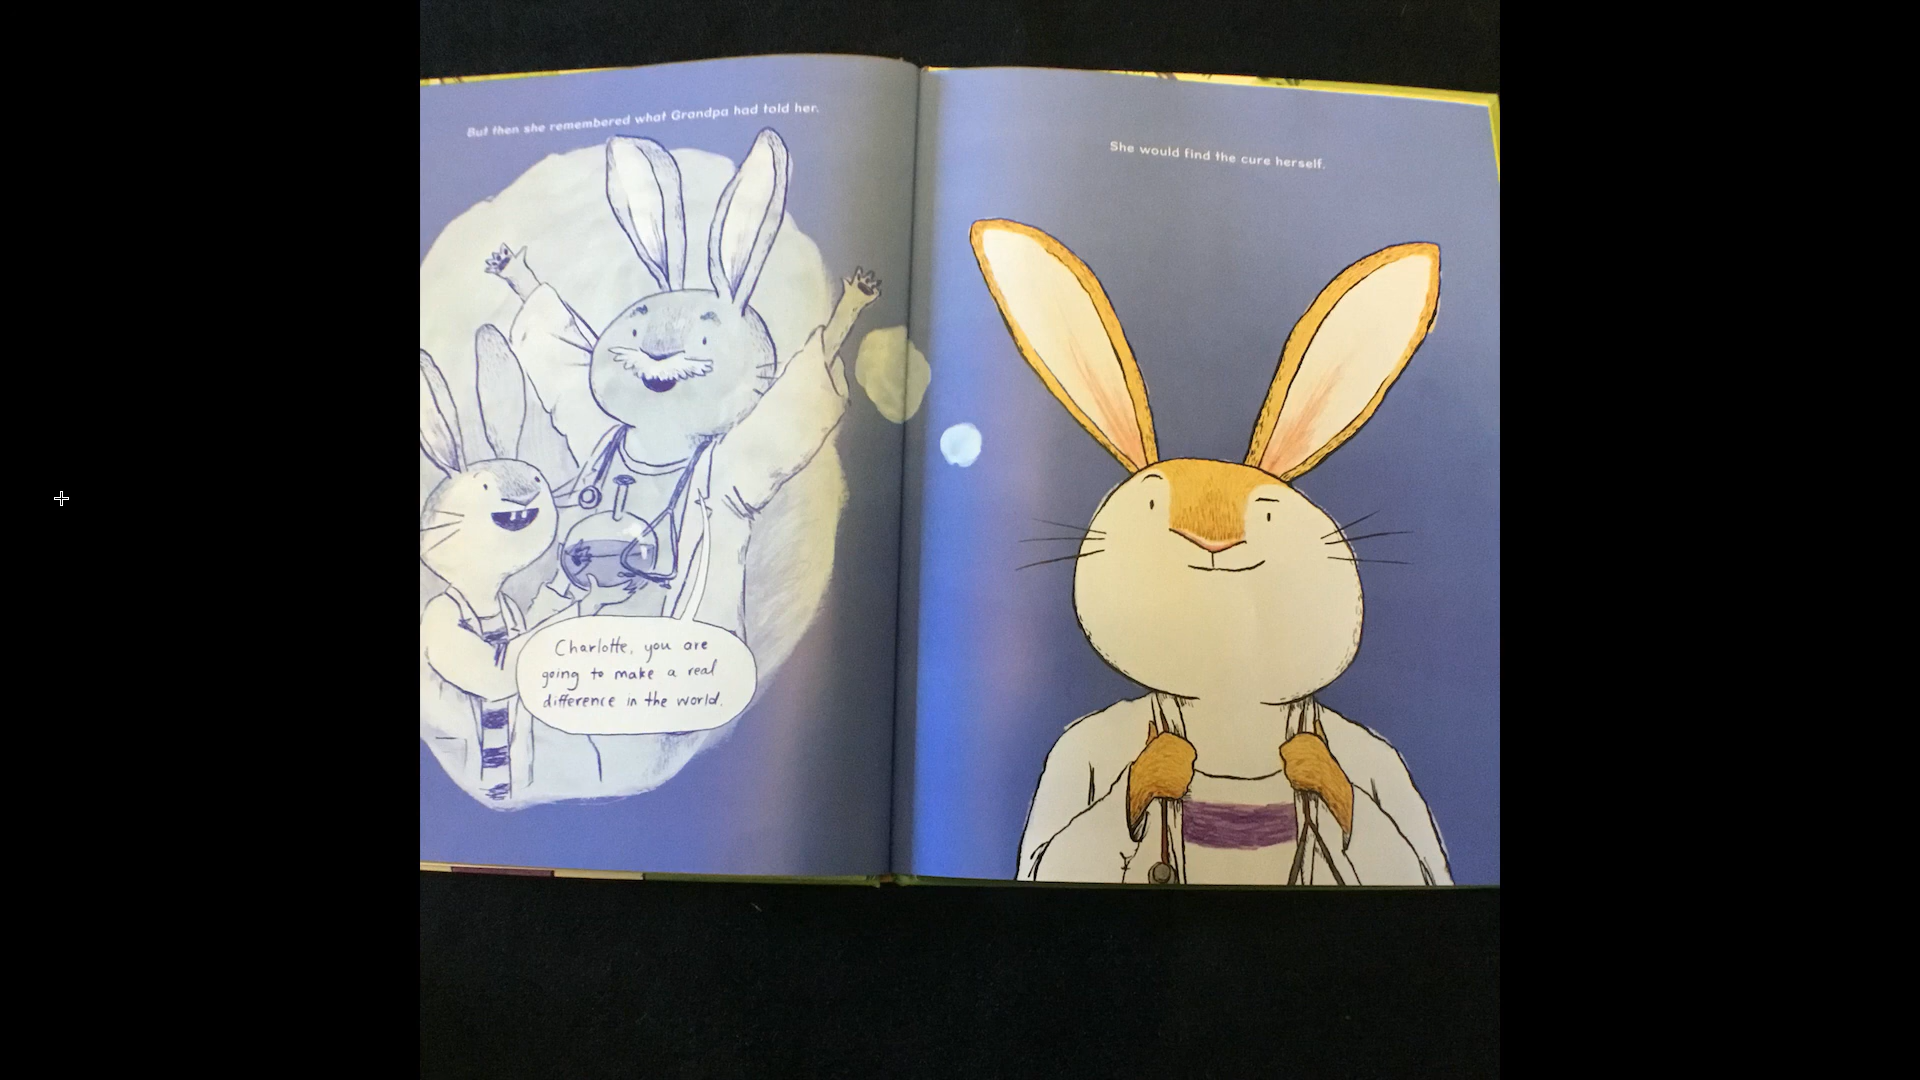 But then she remembered what Grandpa had told her.
Charlotte, you are
going to make a real
difference in the world.
She would find the cure herself.